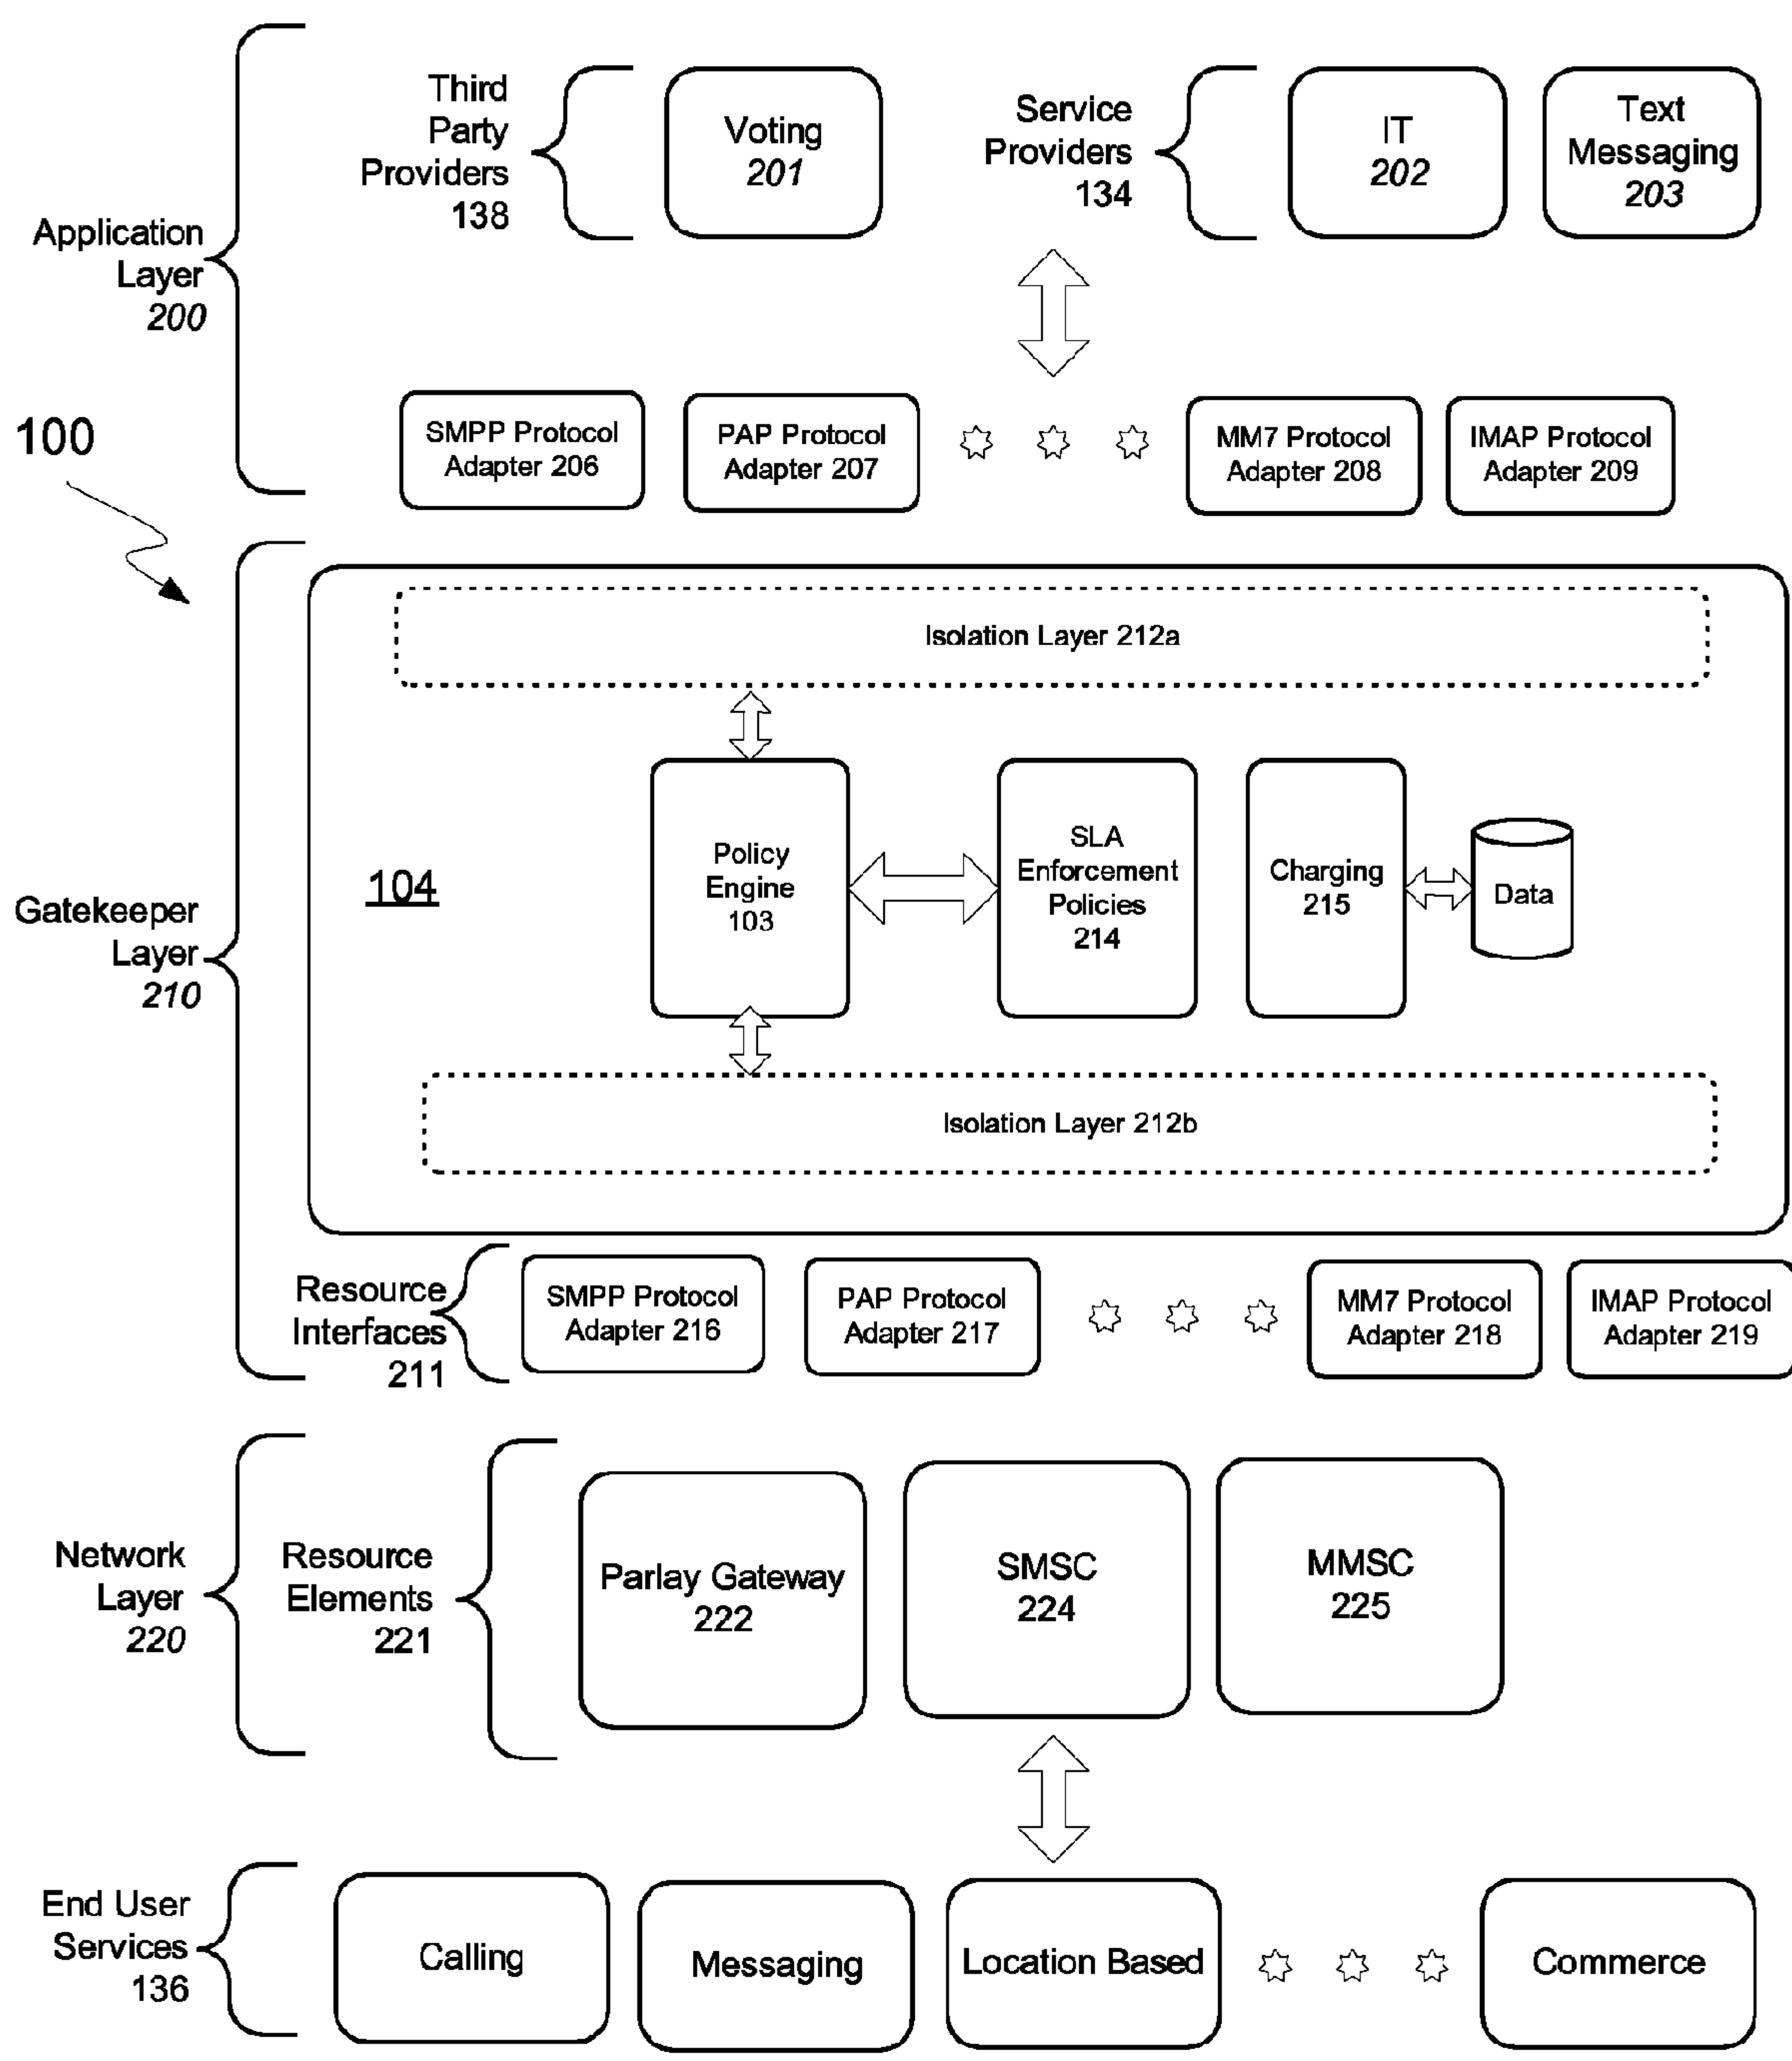 Third
Party
Providers
138
Voting
201
Service
Providers
134
IT
202
Text
Messaging
203
Application
Layer
200
100
SMPP Protocol
Adapter 206
PAP Protocol
Adapter 207
MM7 Protocol
Adapter 208
IMAP Protocol
Adapter 209
Isolation Layer 212a
Gatekeeper
Layer
210
104
Policy
Engine
103
SLA
Enforcement
Policies
214
Charging
215
Data
Isolation Layer 212b
Resource
Interfaces
211
SMPP Protocol
Adapter 216
PAP Protocol
Adapter 217
MM7 Protocol
Adapter 218
IMAP Protocol
Adapter 219
Network
Layer
220
Resource
Elements
221
Parlay Gateway
222
SMSC
224
MMSC
225
End User
Services
136
Calling
Messaging
Location Based
Commerce